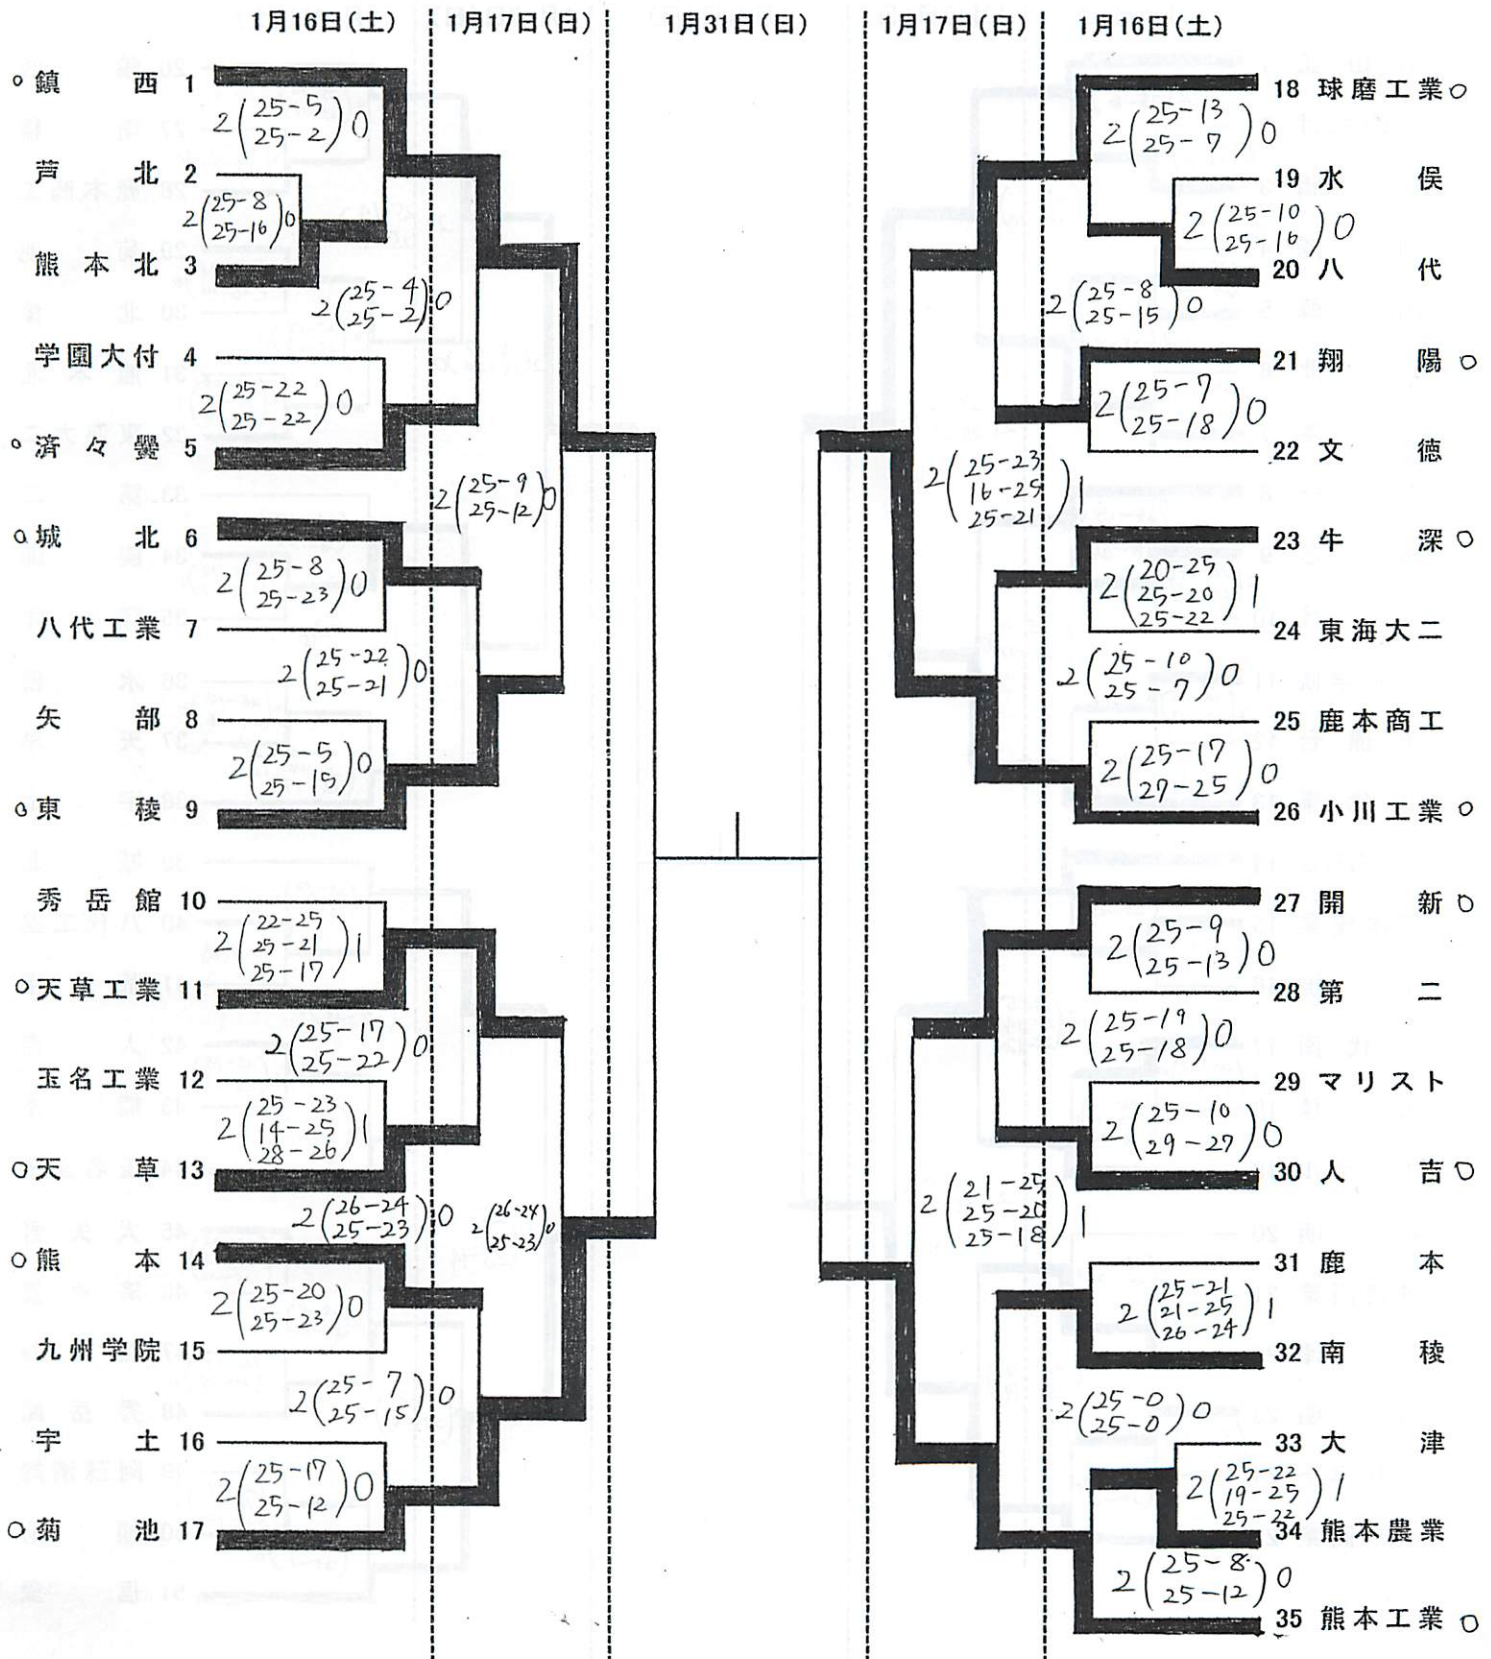 1月16日(土) 1月17日(日) 1月31日(日) 1月17日(日) 1月16日(土)
○鎮西 1
2(25-5 25-2)0
芦北 2
2(25-8 25-16)0
熊本北 3
2(25-4 25-2)0
学園大付 4
2(25-22 25-22)0
○済々黌 5
2(25-9 25-12)0
○城北 6
2(25-8 25-23)0
八代工業 7
2(25-22 25-21)0
矢部 8
2(25-5 25-15)0
○東稜 9
秀岳館 10
2(22-25 25-21 25-17)1
○天草工業 11
2(25-17 25-22)0
玉名工業 12
2(25-23 14-25 28-26)1
○天草 13
2(26-24 25-23)0
2(26-24 25-23)0
○熊本 14
2(25-20 25-23)0
九州学院 15
2(25-7 25-15)0
宇土 16
2(25-17 25-12)0
○菊池 17
18 球磨工業○
2(25-13 25-7)0
19 水俣
2(25-10 25-16)0
20 八代
2(25-8 25-15)0
21 翔陽○
2(25-7 25-18)0
22 文徳
2(25-23 16-25 25-21)1
23 牛深○
2(20-25 25-20 25-22)1
24 東海大二
2(25-10 25-7)0
25 鹿本商工
2(25-17 27-25)0
26 小川工業○
27 開新○
2(25-9 25-13)0
28 第二
2(25-19 25-18)0
29 マリスト
2(25-10 29-27)0
30 人吉○
2(21-25 25-20 25-18)1
31 鹿本
2(25-21 21-25 26-24)1
32 南稜
2(25-0 25-0)0
33 大津
2(25-22 19-25 25-22)1
34 熊本農業
2(25-8 25-12)0
35 熊本工業○